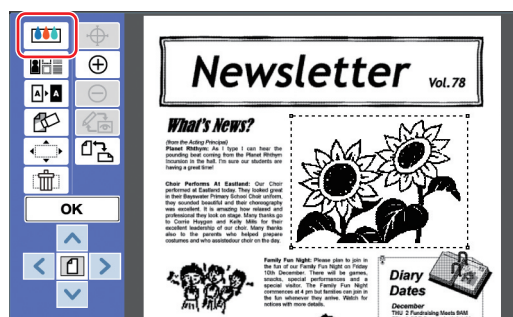 Newsletter Vol. 78
What's News?
(from the Acting Principal)
Planet Rhthym: As I type I can hear the
pounding beat coming from the Planet Rhthym
Incursion in the hall. I'm sure our students are
having a great time!
Choir Performs At Eastland: Our Choir
performed at Eastland today. They looked great
in their Bayswater Primary School Choir uniform,
they sounded beautiful and their choreography
was excellent. It is amazing how relaxed and
professional they look on stage. Many thanks go
to Corrie Huygen and Kelly Mills for their
excellent leadership of our choir. Many thanks
also to the parents who helped prepare
costumes and who assistedour choir on the day.
Family Fun Night: Please plan to join in
the fun of our Family Fun Night on Friday
10th December. There will be games,
snacks, special performences and a
special visitor. The Family Fun Night
commences at 4 pm but families can join in
the fun whenever they arrive. Watch for
notices with more details.
Diary
Dates
December
THU 2 Fundraising Meets 9AM
A A
OK